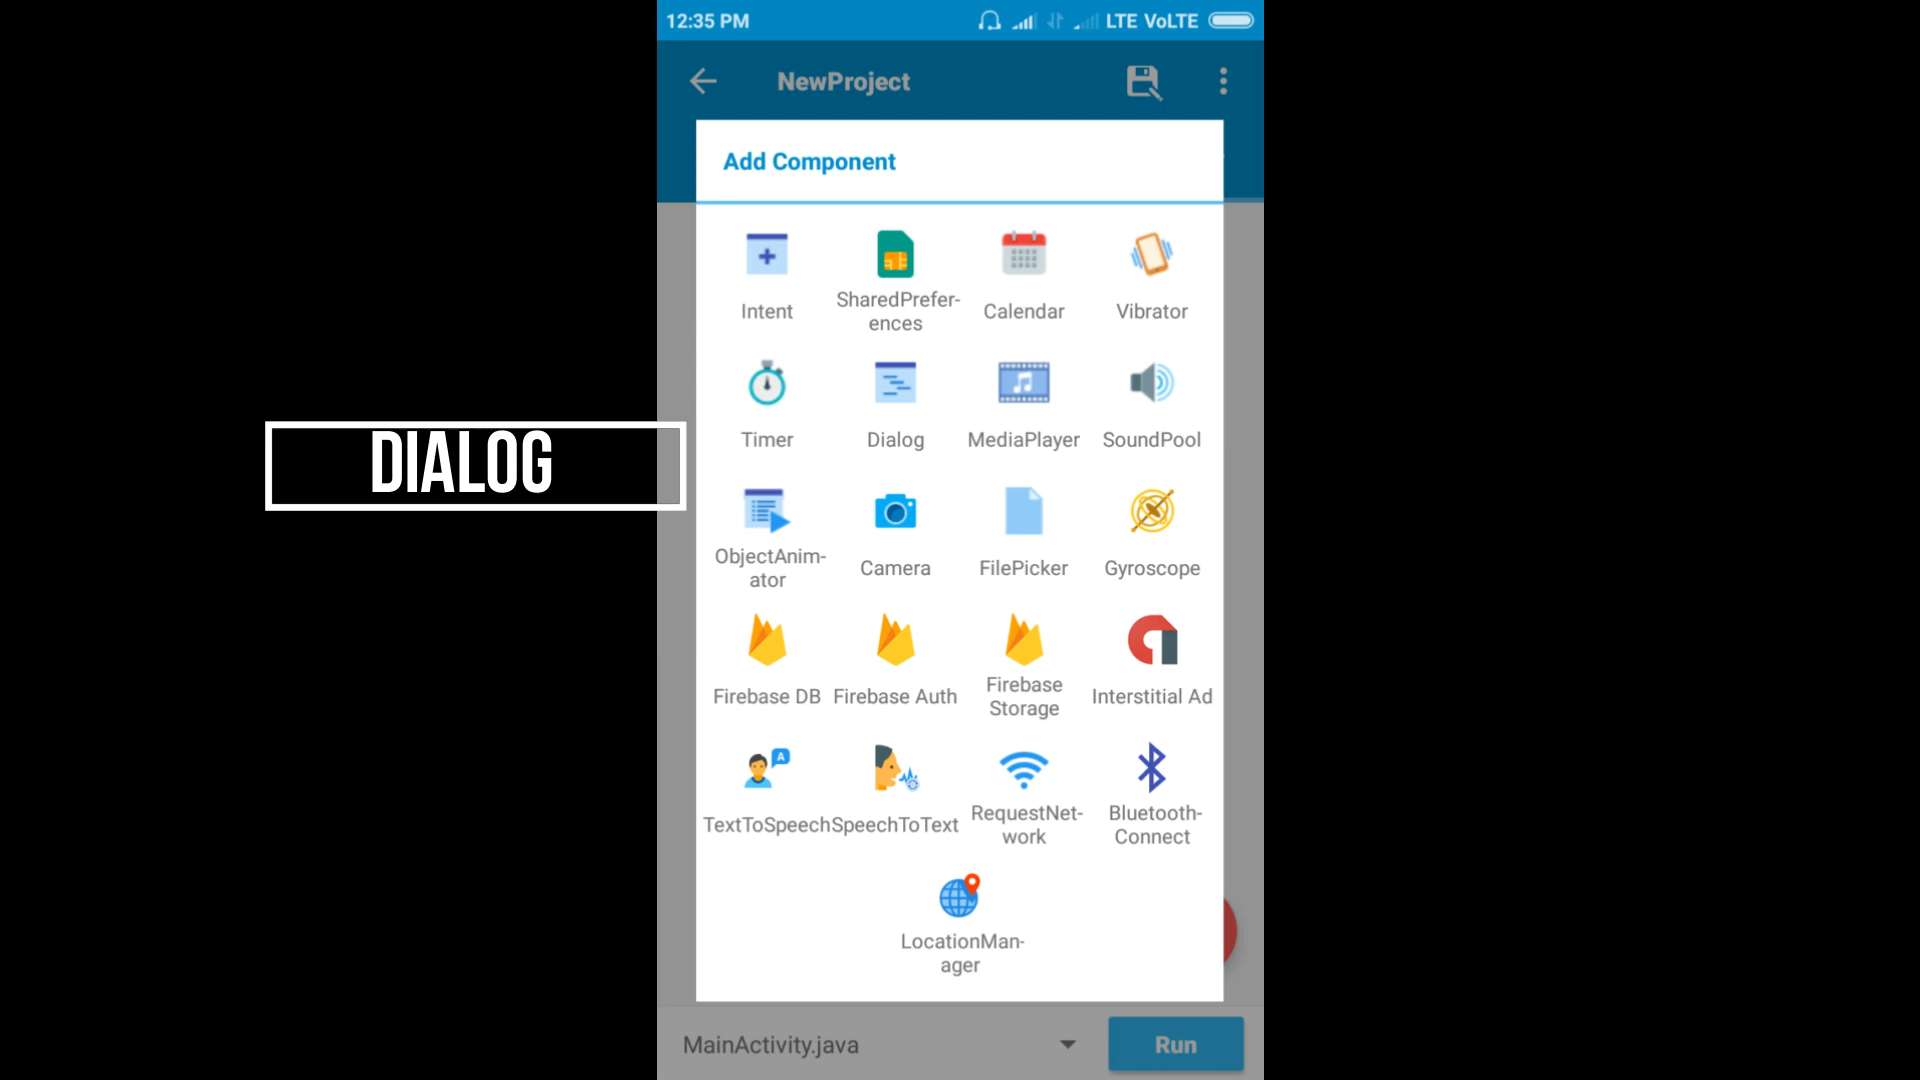 12:35 PM
LTE VoLTE
NewProject
Add Component
Intent
SharedPrefer-
ences
Calendar
Vibrator
Timer
Dialog
MediaPlayer
SoundPool
DIALOG
ObjectAnim-
ator
Camera
FilePicker
Gyroscope
Firebase DB
Firebase Auth
Firebase
Storage
Interstitial Ad
A
TextToSpeech
SpeechToText
RequestNet-
work
Bluetooth-
Connect
LocationMan-
ager
MainActivity.java
Run